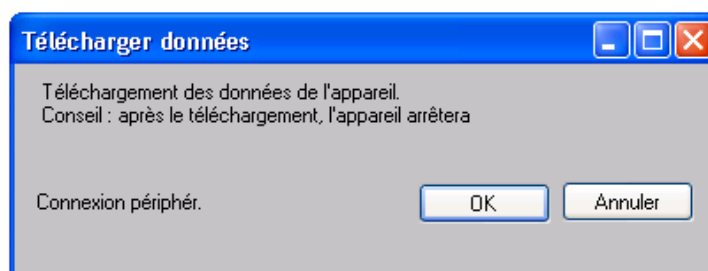 Télécharger données
Téléchargement des données de l'appareil.
Conseil : après le téléchargement, l'appareil arrêtera
Connexion périphér.
OK
Annuler